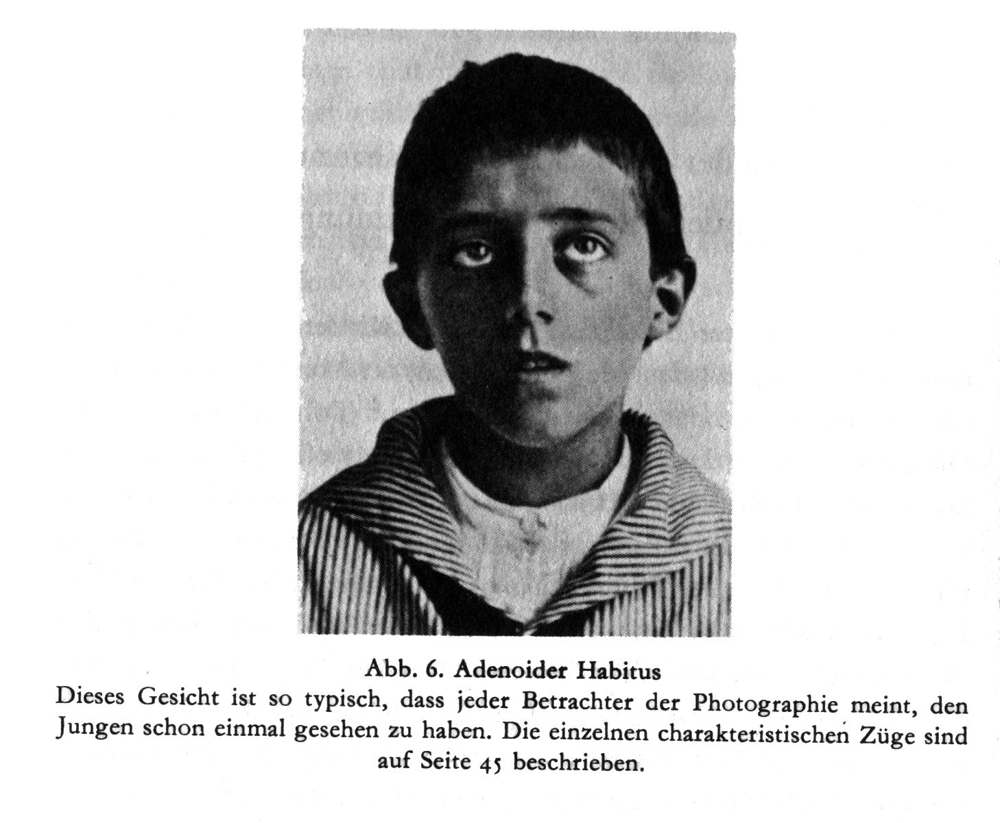 Abb. 6. Adenoider Habitus
Dieses Gesicht ist so typisch, dass jeder Betrachter der Photographie meint, den
Jungen schon einmal gesehen zu haben. Die einzelnen charakteristischen Züge sind
auf Seite 45 beschrieben.